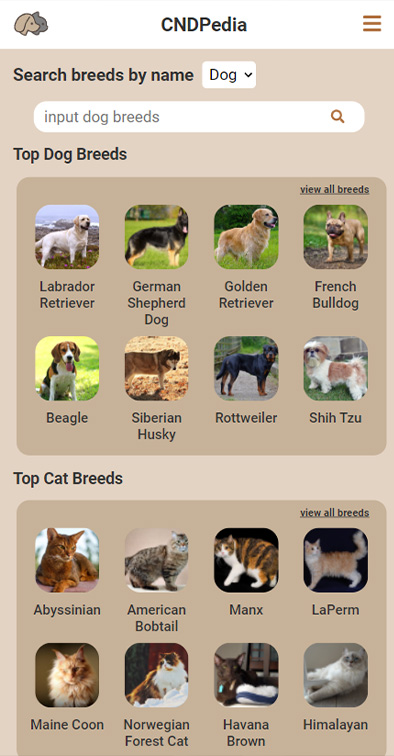 CNDPedia
Search breeds by name Dog
input dog breeds
Top Dog Breeds
view all breeds
Labrador Retriever
German Shepherd Dog
Golden Retriever
French Bulldog
Beagle
Siberian Husky
Rottweiler
Shih Tzu
Top Cat Breeds
view all breeds
Abyssinian
American Bobtail
Manx
LaPerm
Maine Coon
Norwegian Forest Cat
Havana Brown
Himalayan